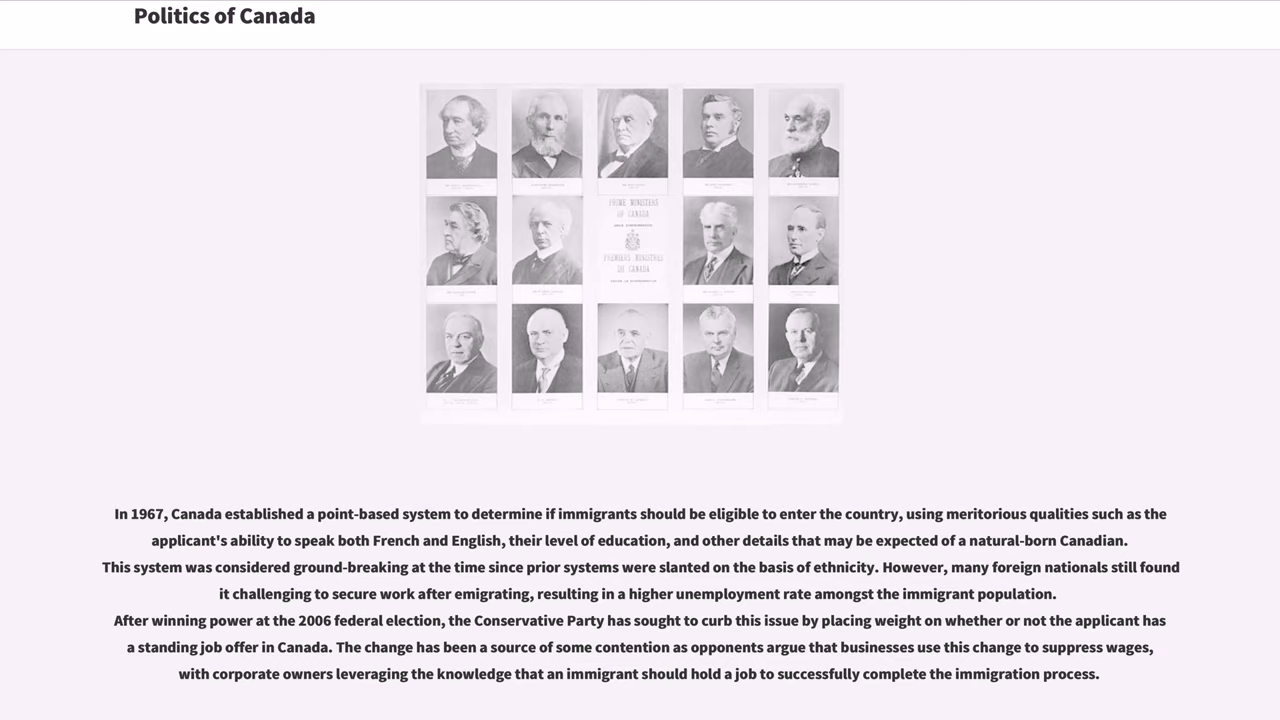 Politics of Canada
PRIME MINISTERS
OF CANADA
PREMIERS MINISTRES
DU CANADA
In 1967, Canada established a point-based system to determine if immigrants should be eligible to enter the country, using meritorious qualities such as the
applicant's ability to speak both French and English, their level of education, and other details that may be expected of a natural-born Canadian.
This system was considered ground-breaking at the time since prior systems were slanted on the basis of ethnicity. However, many foreign nationals still found
it challenging to secure work after emigrating, resulting in a higher unemployment rate amongst the immigrant population.
After winning power at the 2006 federal election, the Conservative Party has sought to curb this issue by placing weight on whether or not the applicant has
a standing job offer in Canada. The change has been a source of some contention as opponents argue that businesses use this change to suppress wages,
with corporate owners leveraging the knowledge that an immigrant should hold a job to successfully complete the immigration process.